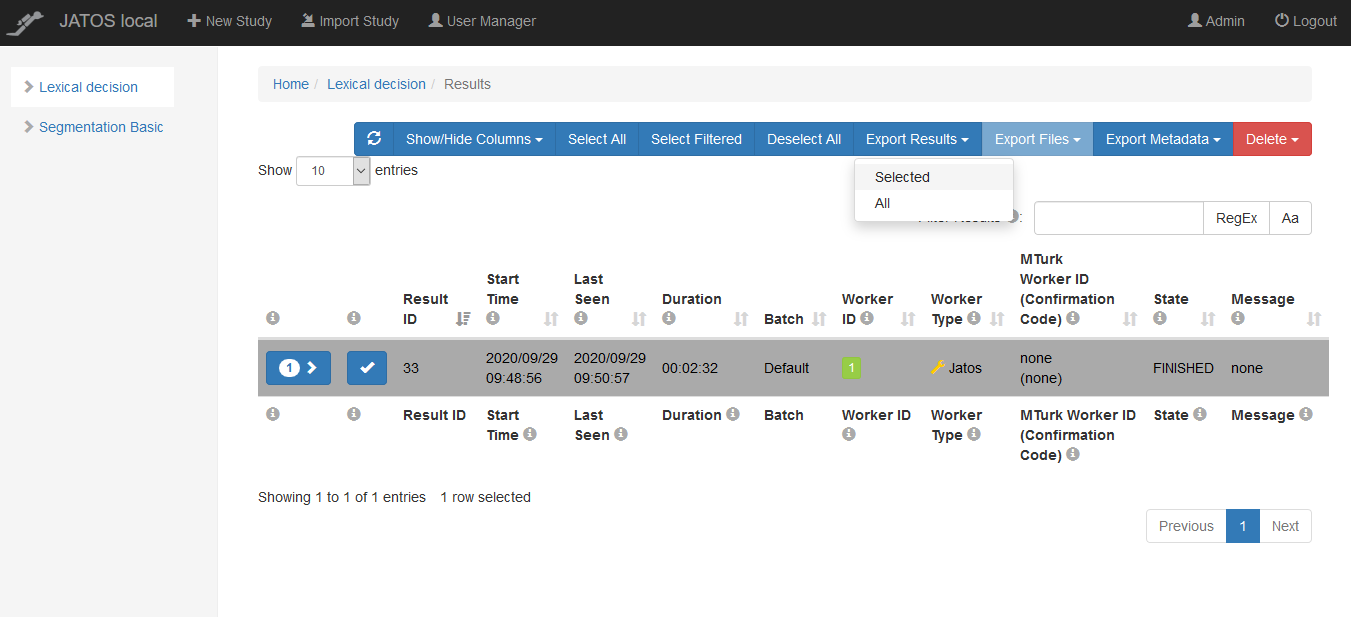 JATOS local New Study Import Study User Manager Admin Logout
Lexical decision
Segmentation Basic
Home / Lexical decision / Results
Show/Hide Columns Select All Select Filtered Deselect All Export Results Export Files Export Metadata Delete
Show 10 entries
Selected
All
RegEx Aa
Result ID
Start Time
Last Seen
Duration
Batch
Worker ID
Worker Type
MTurk Worker ID (Confirmation Code)
State
Message
1 33 2020/09/29 09:48:56 2020/09/29 09:50:57 00:02:32 Default 1 Jatos none (none) FINISHED none
Result ID
Start Time
Last Seen
Duration
Batch
Worker ID
Worker Type
MTurk Worker ID (Confirmation Code)
State
Message
Showing 1 to 1 of 1 entries 1 row selected
Previous 1 Next